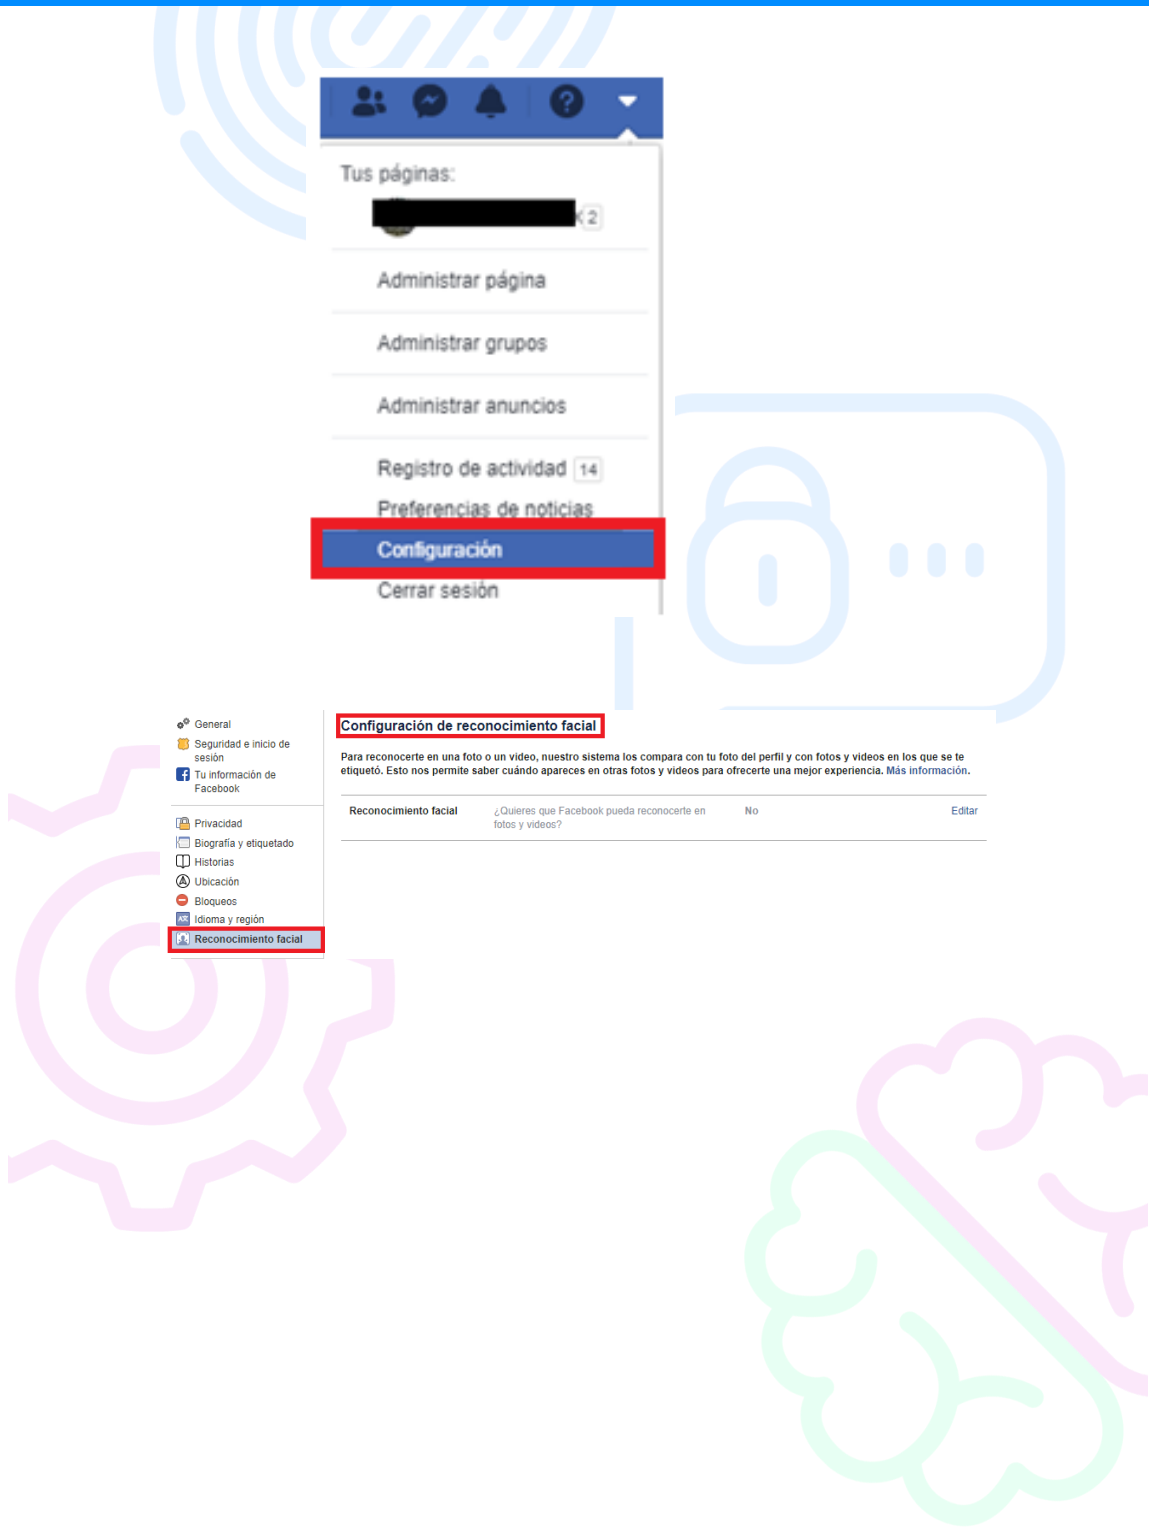 Tus páginas:
2
Administrar página
Administrar grupos
Administrar anuncios
Registro de actividad 14
Preferencias de noticias
Configuración
Cerrar sesión
General
Seguridad e inicio de
sesión
Tu información de
Facebook
Privacidad
Biografía y etiquetado
Historias
Ubicación
Bloqueos
Idioma y región
Reconocimiento facial
Configuración de reconocimiento facial
Para reconocerte en una foto o un video, nuestro sistema los compara con tu foto del perfil y con fotos y videos en los que se te
etiquetó. Esto nos permite saber cuándo apareces en otras fotos y videos para ofrecerte una mejor experiencia. Más información.
Reconocimiento facial
¿Quieres que Facebook pueda reconocerte en
fotos y videos?
No
Editar